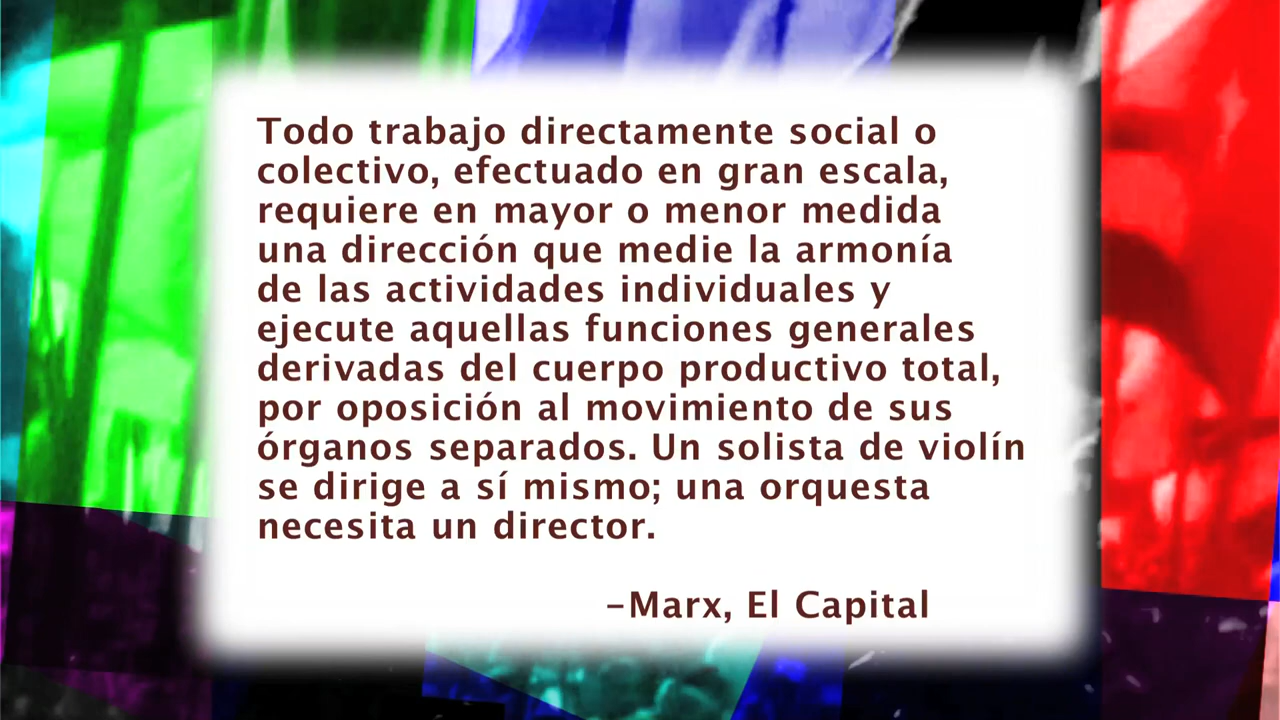 Todo trabajo directamente social o
colectivo, efectuado en gran escala,
requiere en mayor o menor medida
una dirección que medie la armonía
de las actividades individuales y
ejecute aquellas funciones generales
derivadas del cuerpo productivo total,
por oposición al movimiento de sus
órganos separados. Un solista de violín
se dirige a sí mismo; una orquesta
necesita un director.
–Marx, El Capital